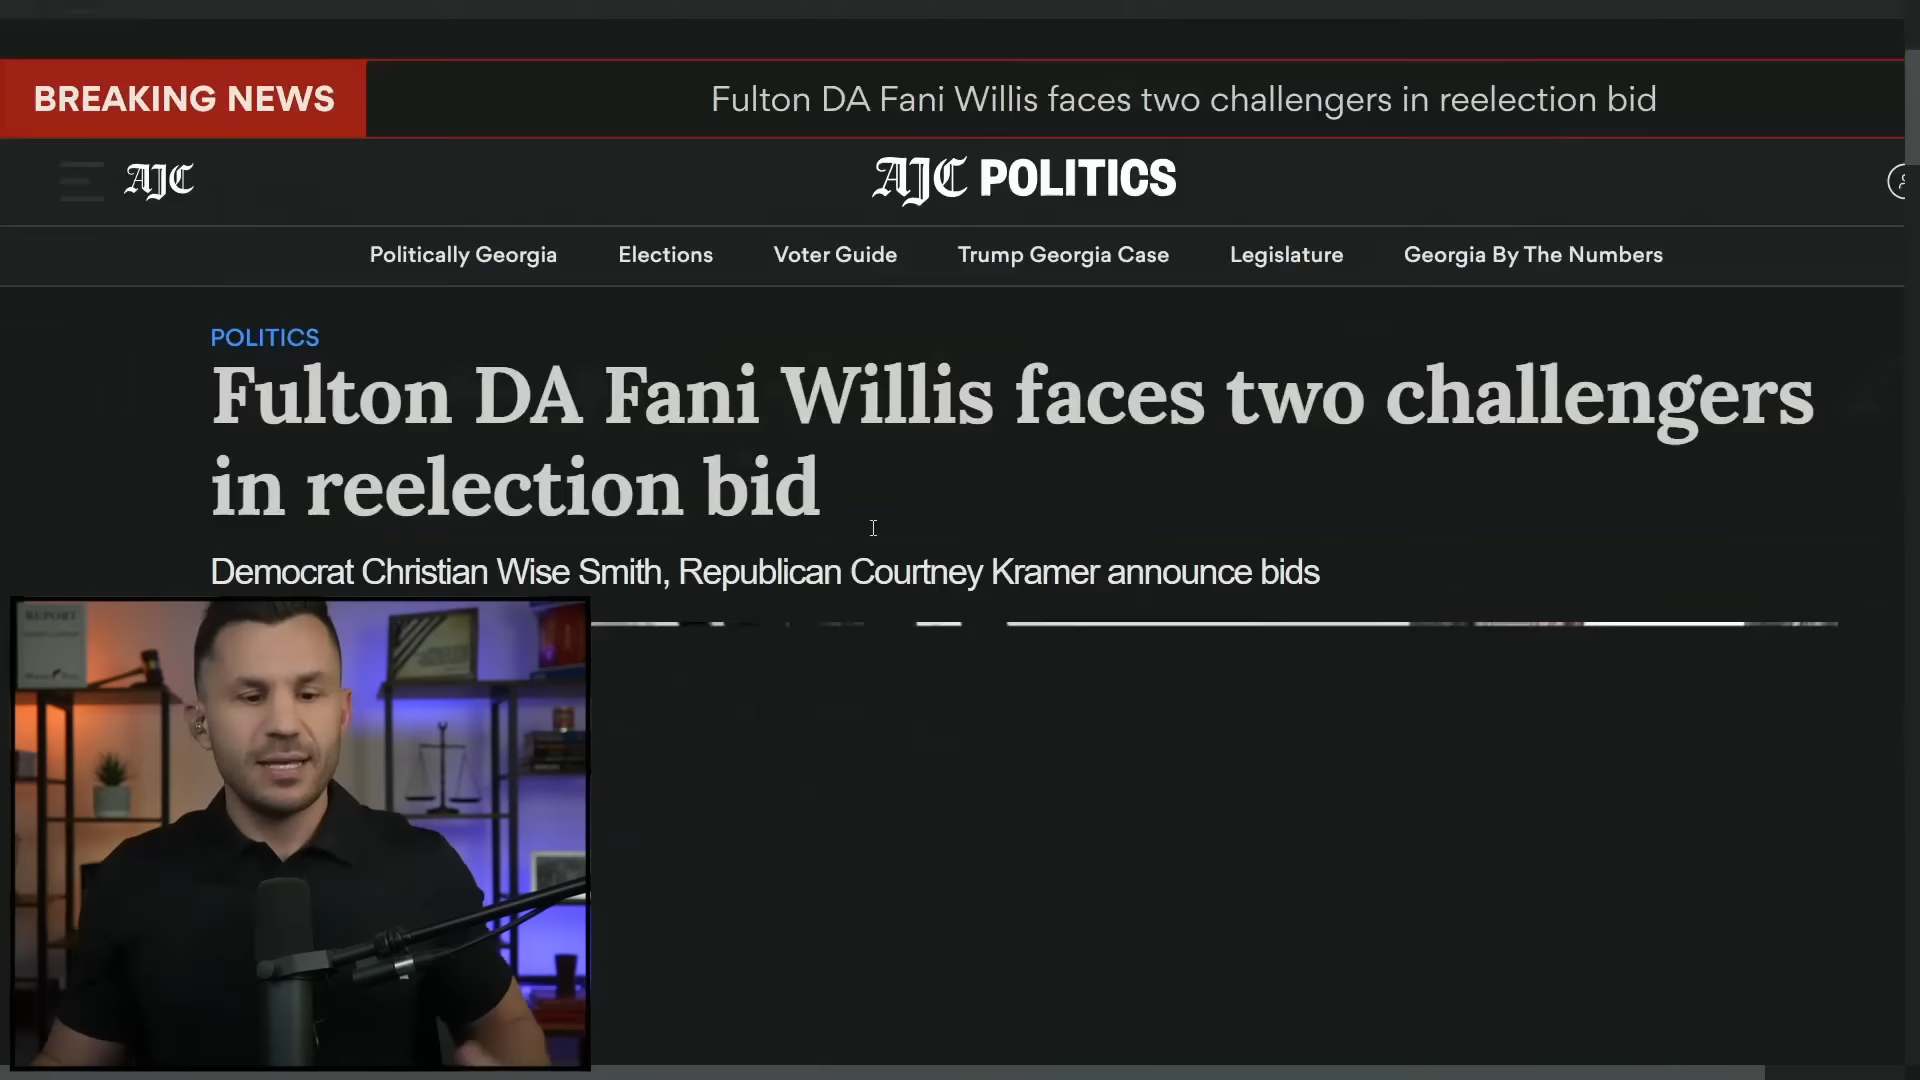 BREAKING NEWS
Fulton DA Fani Willis faces two challengers in reelection bid
AJC
AJC POLITICS
Politically Georgia
Elections
Voter Guide
Trump Georgia Case
Legislature
Georgia By The Numbers
POLITICS
Fulton DA Fani Willis faces two challengers
in reelection bid
Democrat Christian Wise Smith, Republican Courtney Kramer announce bids
REPORT